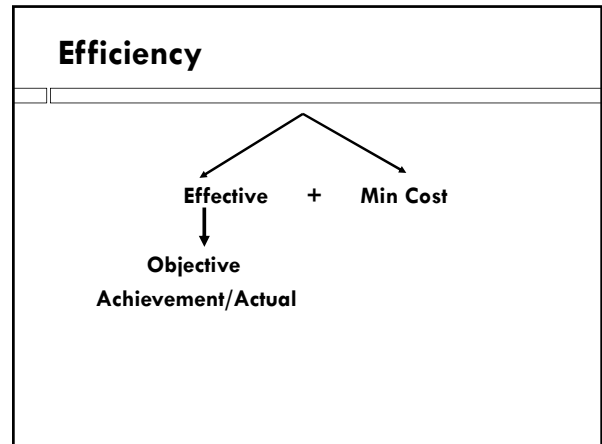 Efficiency
Effective + Min Cost
Objective
Achievement/Actual